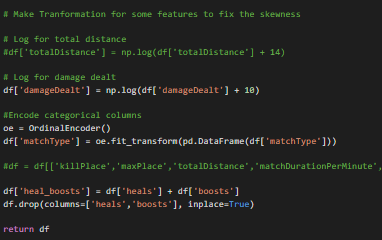 # Make Tranformation for some features to fix the skewness
# Log for total distance
#df['totalDistance'] = np.log(df['totalDistance'] + 14)
# Log for damage dealt
df['damageDealt'] = np.log(df['damageDealt'] + 10)
#Encode categorical columns
oe = OrdinalEncoder()
df['matchType'] = oe.fit_transform(pd.DataFrame(df['matchType']))
#df = df[['killPlace','maxPlace','totalDistance','matchDurationPerMinute',
df['heal_boosts'] = df['heals'] + df['boosts']
df.drop(columns=['heals','boosts'], inplace=True)
return df